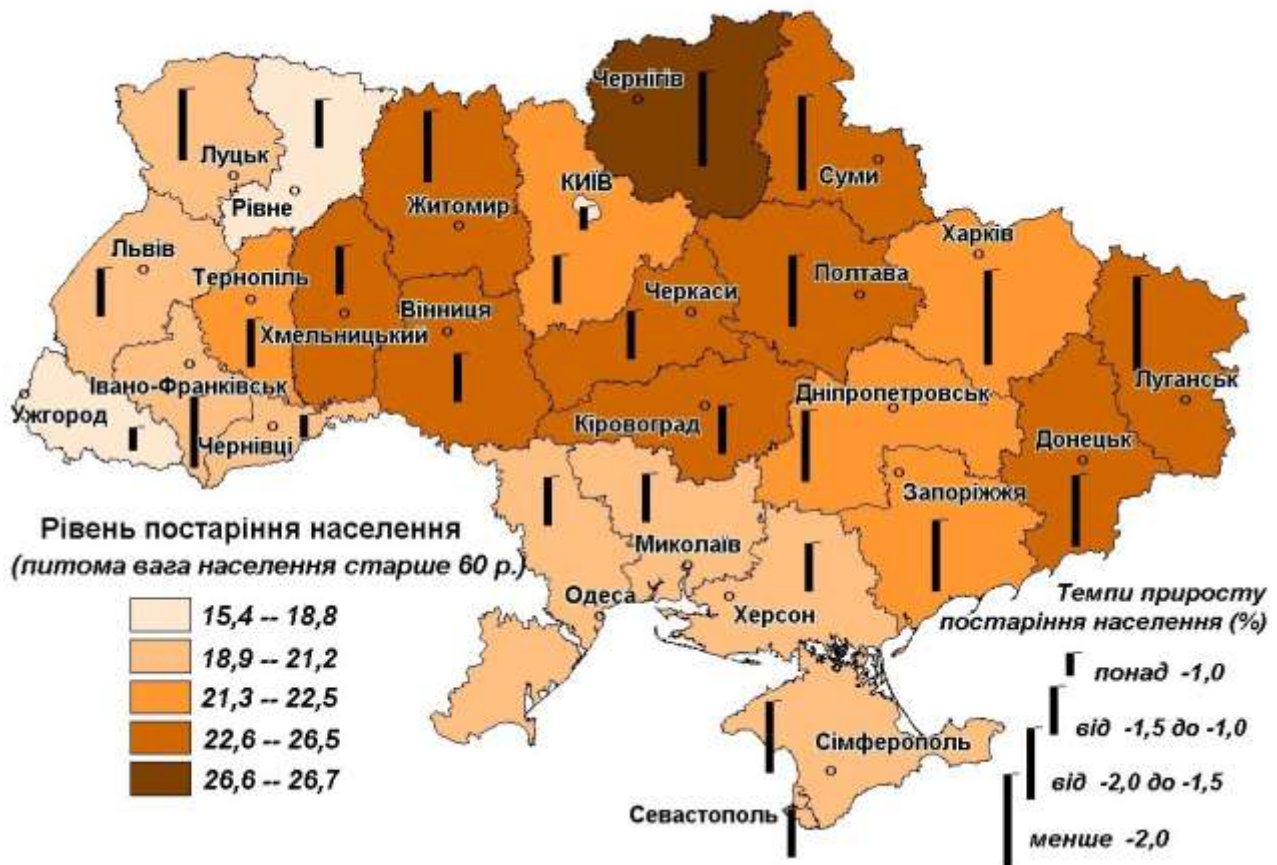 Чернігів
Суми
Луцьк
Рівне
КИЇВ
Житомир
Львів
Харків
Тернопіль
Хмельницький
Вінниця
Черкаси
Полтава
Івано-Франківськ
Ужгород
Чернівці
Кіровоград
Дніпропетровськ
Луганськ
Донецьк
Запоріжжя
Миколаїв
Одеса
Херсон
Сімферополь
Севастополь
Рівень постаріння населення
(питома вага населення старше 60 р.)
15,4 -- 18,8
18,9 -- 21,2
21,3 -- 22,5
22,6 -- 26,5
26,6 -- 26,7
Темпи приросту
постаріння населення (%)
понад -1,0
від -1,5 до -1,0
від -2,0 до -1,5
менше -2,0